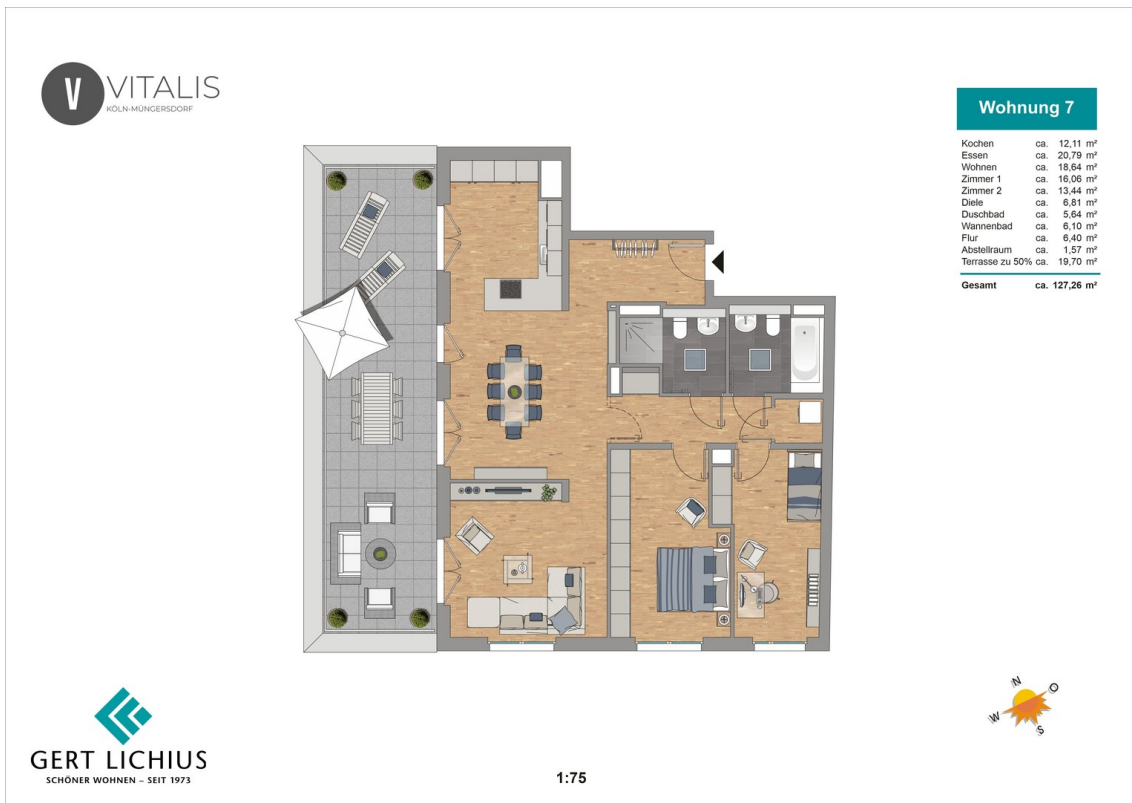 V VITALIS
KÖLN-MÜNGERSDORF
Wohnung 7
Kochen ca. 12,11 m²
Essen ca. 20,79 m²
Wohnen ca. 18,64 m²
Zimmer 1 ca. 16,06 m²
Zimmer 2 ca. 13,44 m²
Diele ca. 6,81 m²
Duschbad ca. 5,64 m²
Wannenbad ca. 6,10 m²
Flur ca. 6,40 m²
Abstellraum ca. 1,57 m²
Terrasse zu 50% ca. 19,70 m²
Gesamt ca. 127,26 m²
N
O
W
S
GERT LICHIUS
SCHÖNER WOHNEN – SEIT 1973
1:75